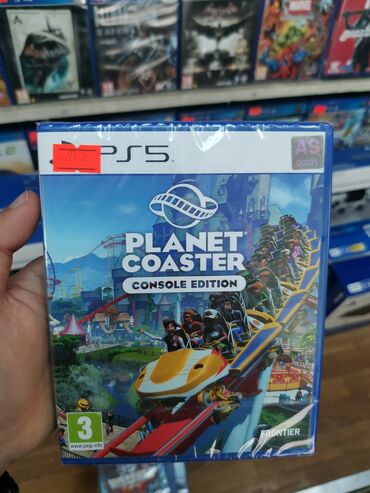 PS5
PLANET
COASTER
CONSOLE EDITION
3
www.pegi.info
FRONTIER
AS